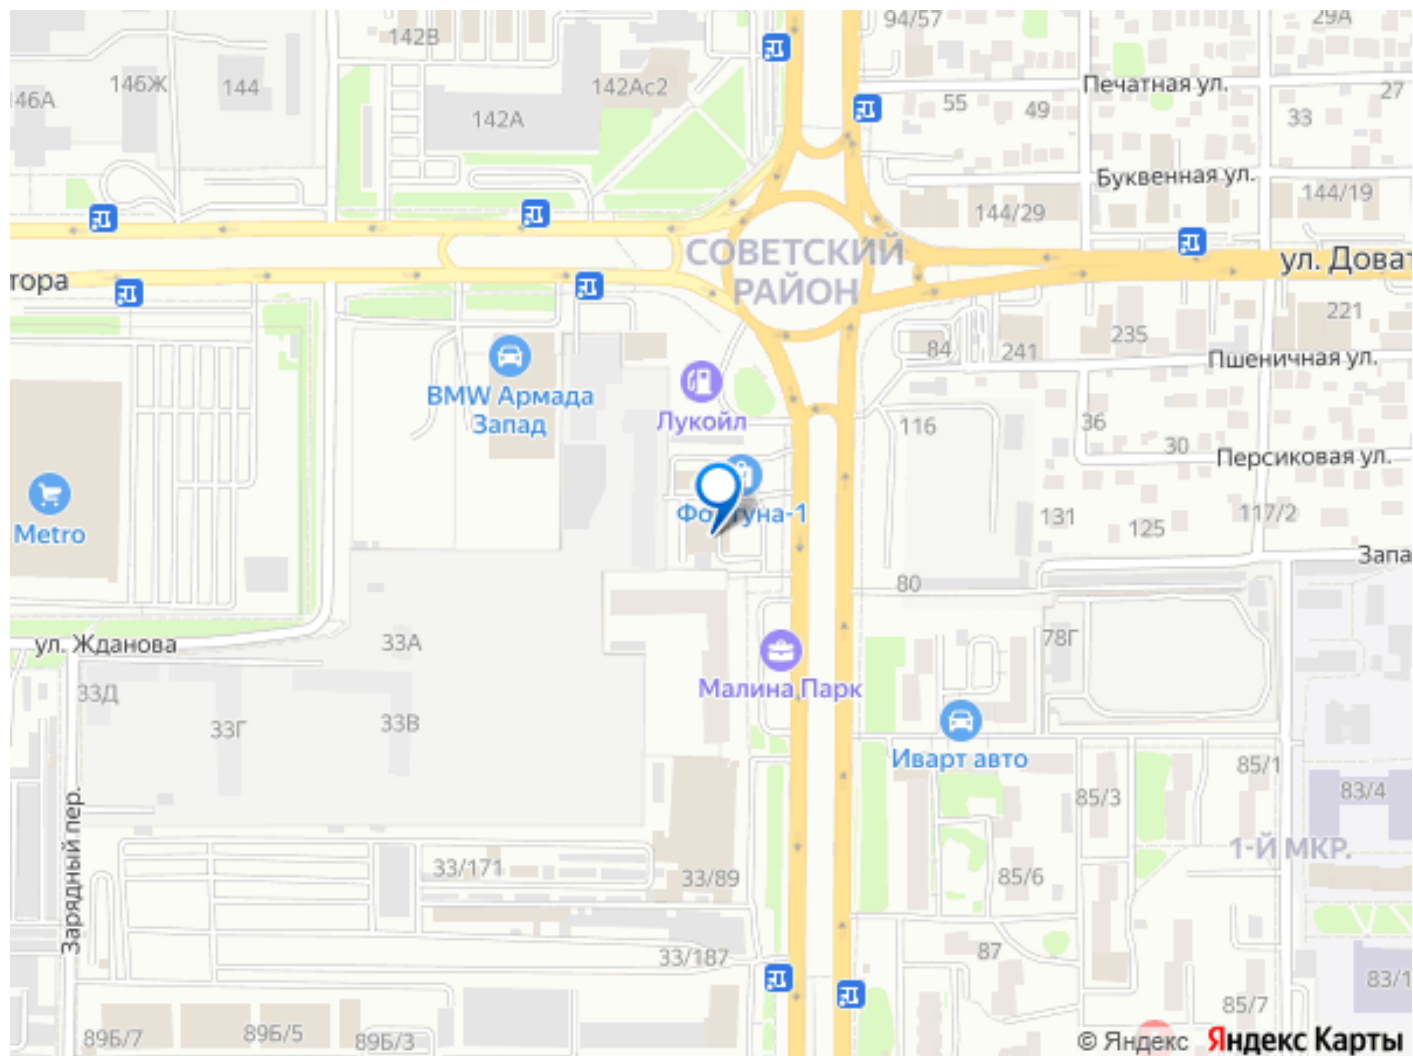 142В
94/57
29А
146Ж
144
142Ас2
Печатная ул.
27
46А
55
49
142А
33
Буквенная ул.
144/29
144/19
СОВЕТСКИЙ
РАЙОН
ул. Доват
тора
221
235
84
241
Пшеничная ул.
BMW Армада
Запад
Лукойл
116
36
30
Персиковая ул.
Metro
Фортуна-1
131
125
117/2
Запа
80
ул. Жданова
33А
78Г
33Д
33Г
33В
Малина Парк
Иварт авто
85/1
85/3
83/4
1-Й МКР.
Зарядный пер.
33/171
33/89
85/6
33/187
87
83/1
85/7
89Б/7
89Б/5
89Б/3
© Яндекс Яндекс Карты